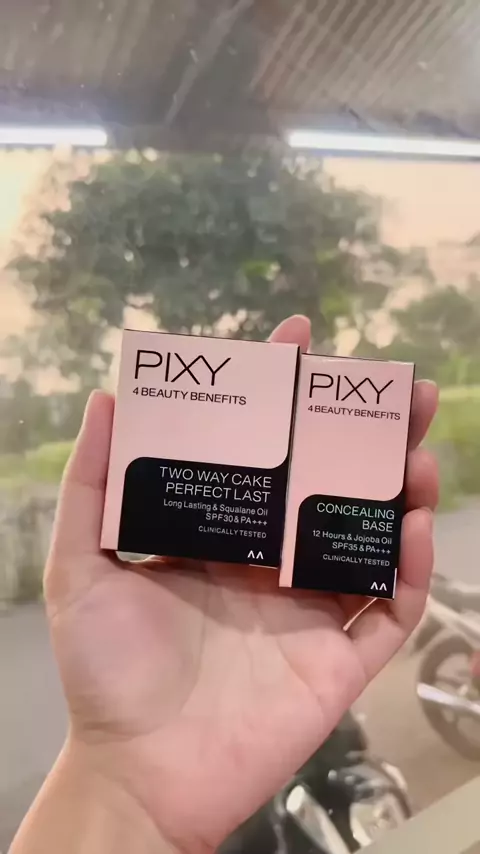 PIXY
4 BEAUTY BENEFITS
TWO WAY CAKE
PERFECT LAST
Long Lasting & Squalane Oil
SPF30 & PA+++
CLINICALLY TESTED
PIXY
4 BEAUTY BENEFITS
CONCEALING
BASE
12 Hours & Jojoba Oil
SPF35 & PA+++
CLINICALLY TESTED